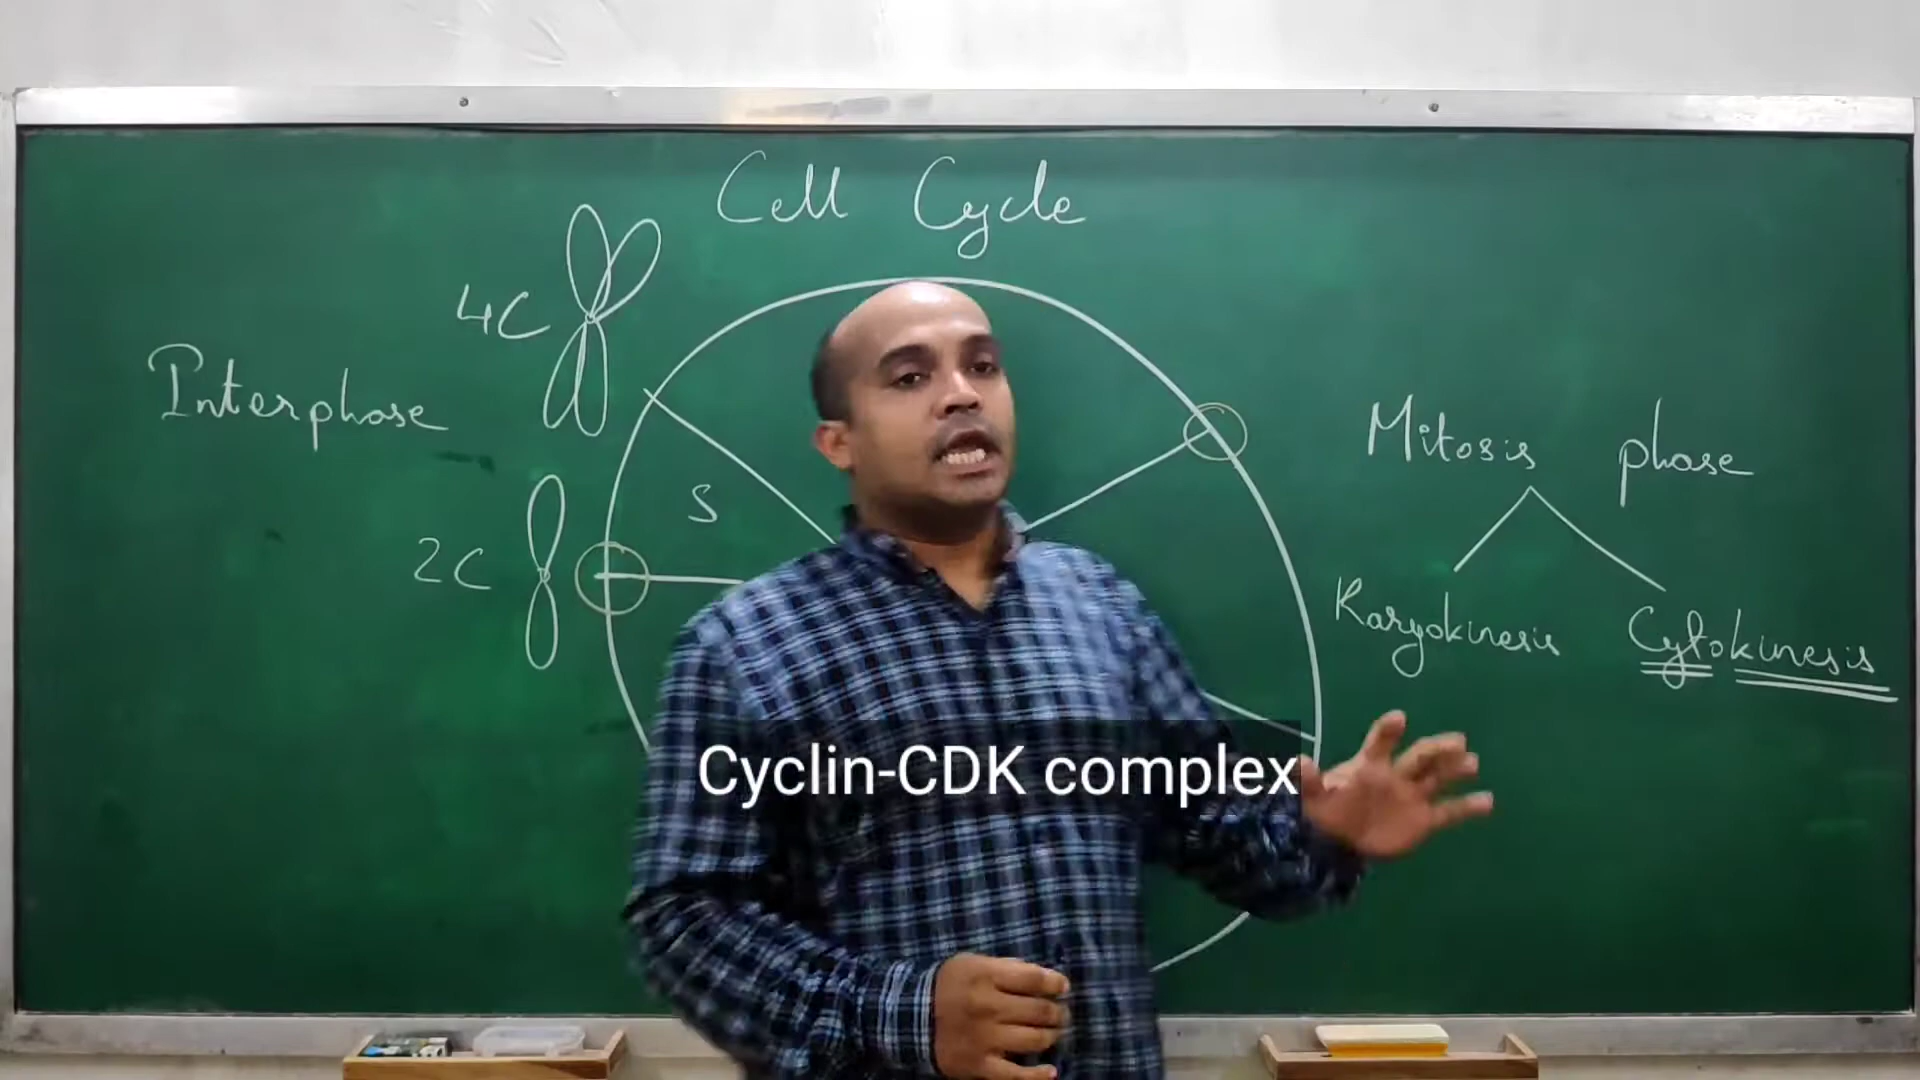 Cell Cycle
4C
Interphase
Mitosis phase
S
2C
Karyokinesis
Cytokinesis
Cyclin-CDK complex